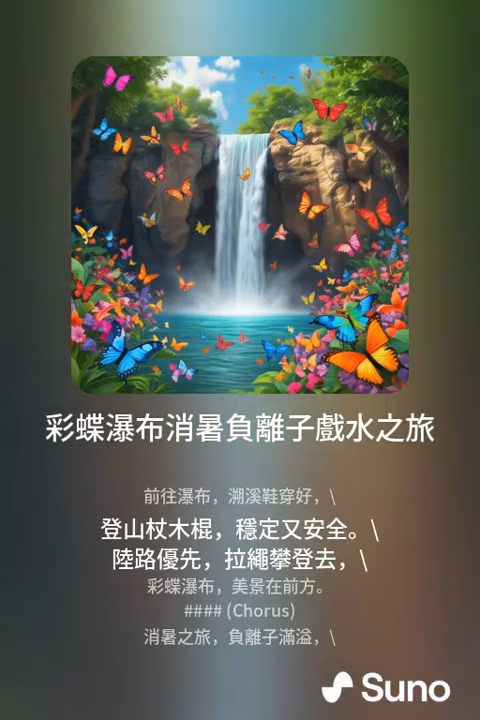 彩蝶瀑布消暑負離子戲水之旅
前往瀑布，溯溪鞋穿好，\
登山杖木棍，穩定又安全。\
陸路優先，拉繩攀登去，\
彩蝶瀑布，美景在前方。
#### (Chorus)
消暑之旅，負離子滿溢，\
Suno